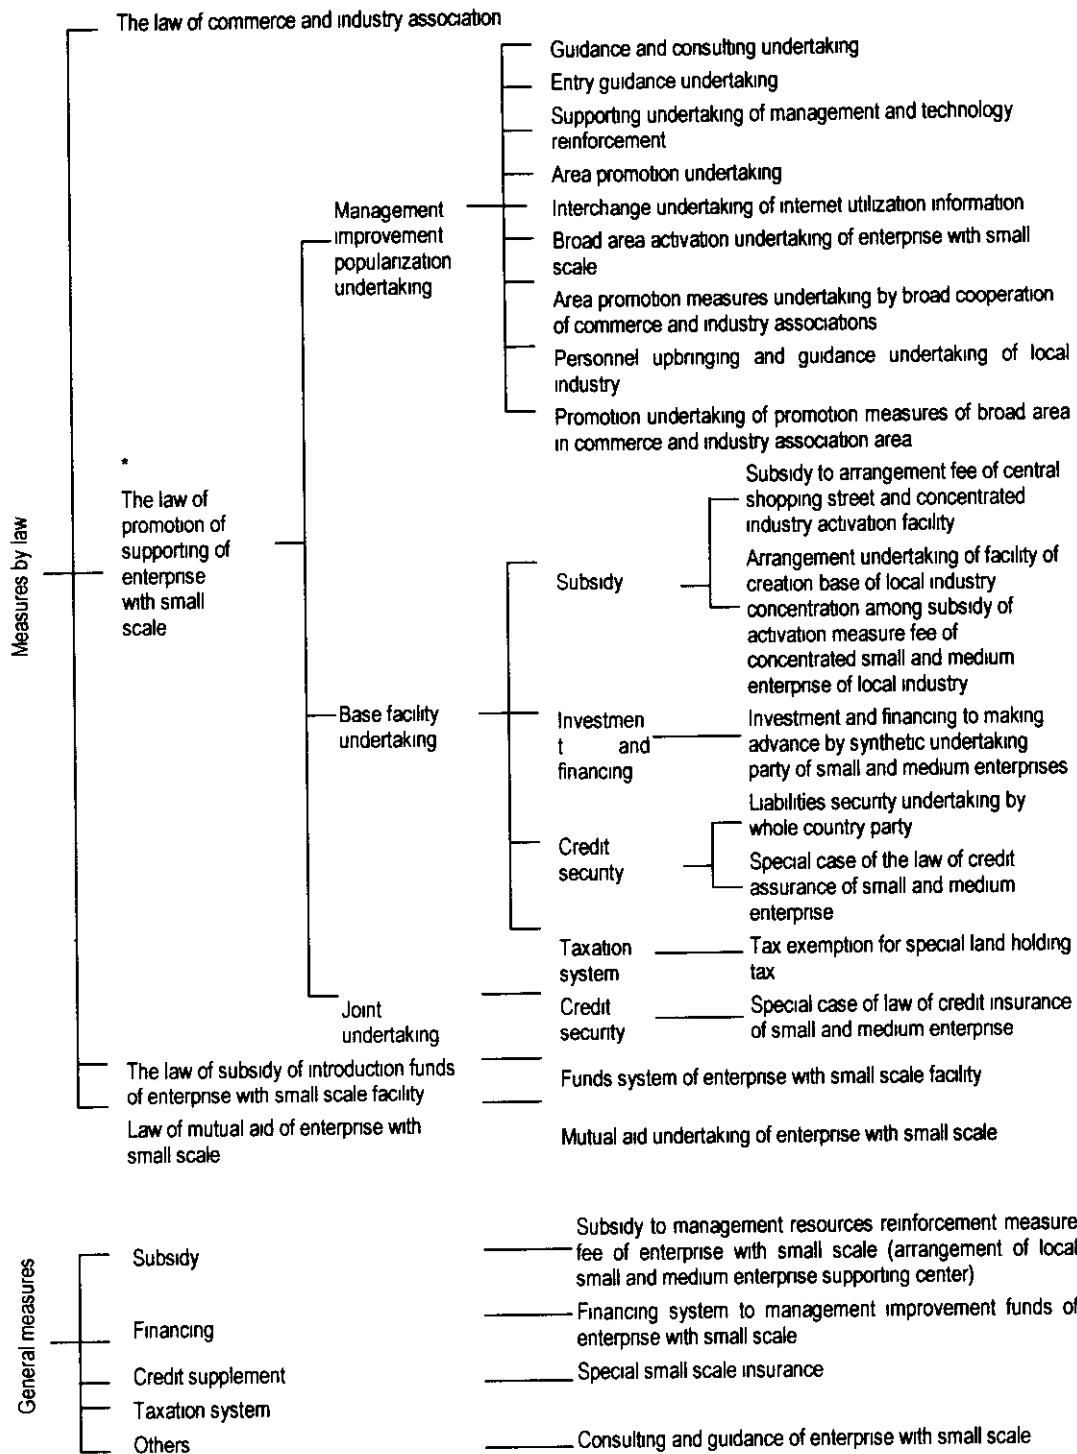 The law of commerce and industry association
Guidance and consulting undertaking
Entry guidance undertaking
Supporting undertaking of management and technology
reinforcement
Area promotion undertaking
Interchange undertaking of internet utilization information
Broad area activation undertaking of enterprise with small
scale
Area promotion measures undertaking by broad cooperation
of commerce and industry associations
Personnel upbringing and guidance undertaking of local
industry
Promotion undertaking of promotion measures of broad area
in commerce and industry association area
Management
improvement
popularization
undertaking
Measures by law
*
The law of
promotion of
supporting of
enterprise
with small
scale
Subsidy
Subsidy to arrangement fee of central
shopping street and concentrated
industry activation facility
Arrangement undertaking of facility of
creation base of local industry
concentration among subsidy of
activation measure fee of
concentrated small and medium
enterprise of local industry
Base facility
undertaking
Investmen
t and
financing
Investment and financing to making
advance by synthetic undertaking
party of small and medium enterprises
Credit
security
Liabilities security undertaking by
whole country party
Special case of the law of credit
assurance of small and medium
enterprise
Taxation
system
Tax exemption for special land holding
tax
Joint
undertaking
Credit
security
Special case of law of credit insurance
of small and medium enterprise
The law of subsidy of introduction funds
of enterprise with small scale facility
Funds system of enterprise with small scale facility
Law of mutual aid of enterprise with
small scale
Mutual aid undertaking of enterprise with small scale
General measures
Subsidy
Subsidy to management resources reinforcement measure
fee of enterprise with small scale (arrangement of local
small and medium enterprise supporting center)
Financing
Financing system to management improvement funds of
enterprise with small scale
Credit supplement
Special small scale insurance
Taxation system
Others
Consulting and guidance of enterprise with small scale